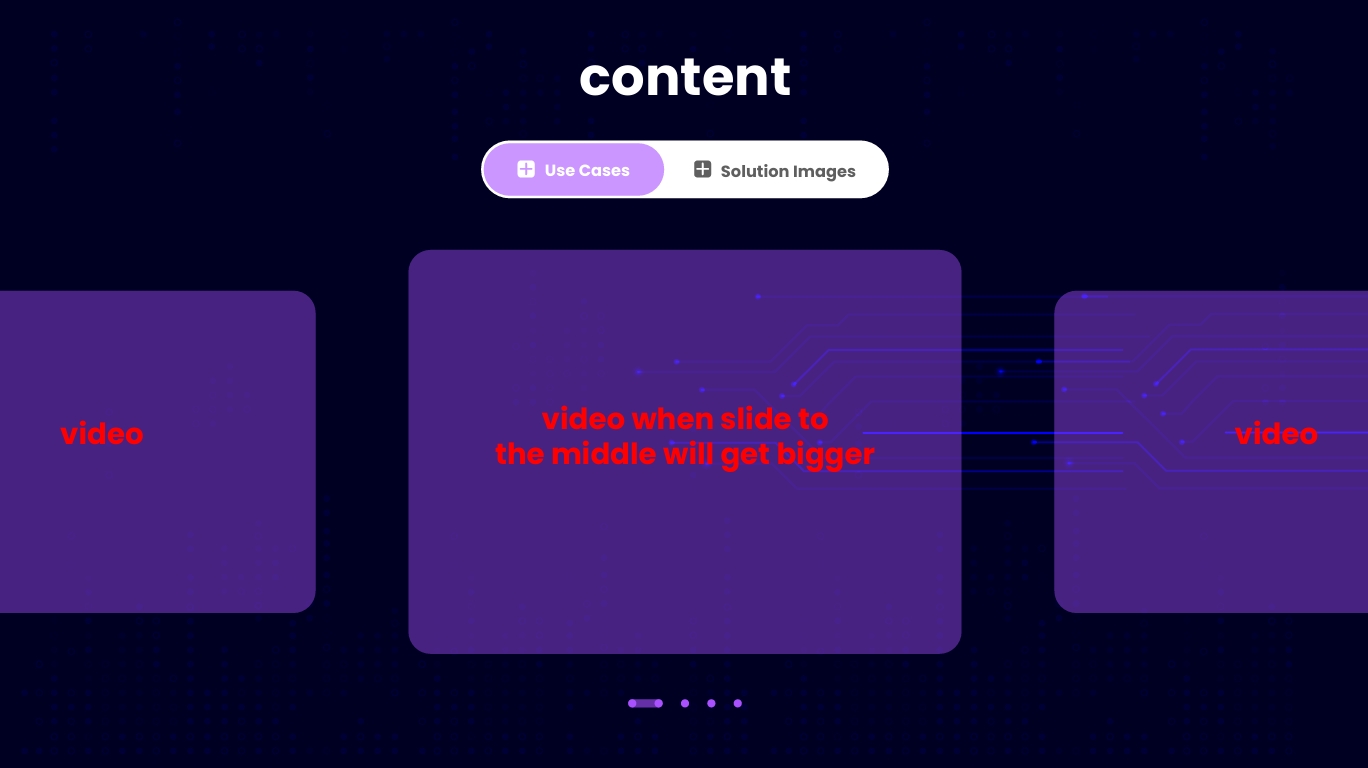 content
Use Cases
Solution Images
video
video when slide to
the middle will get bigger
video